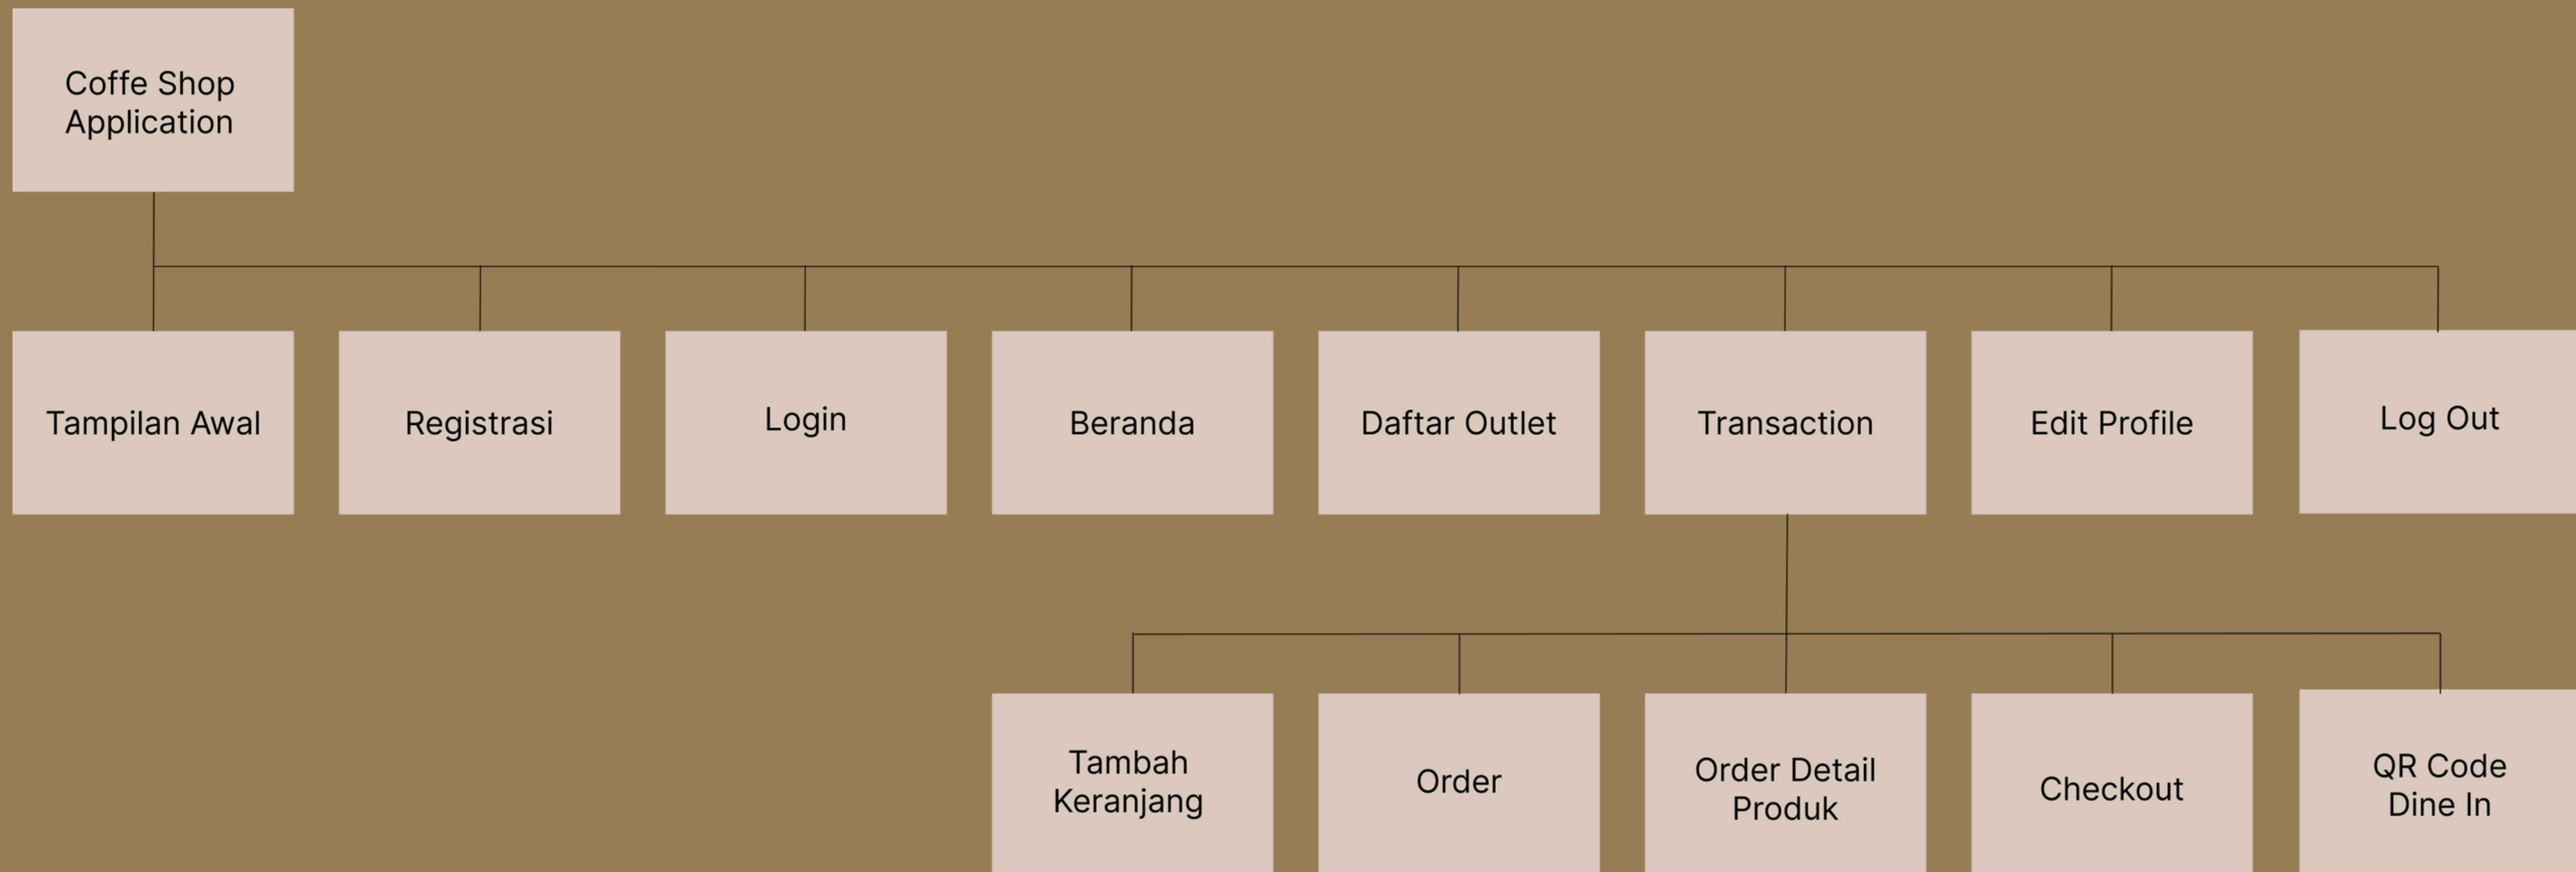 Coffe Shop
Application
Tampilan Awal
Registrasi
Login
Beranda
Daftar Outlet
Transaction
Edit Profile
Log Out
Tambah
Keranjang
Order
Order Detail
Produk
Checkout
QR Code
Dine In